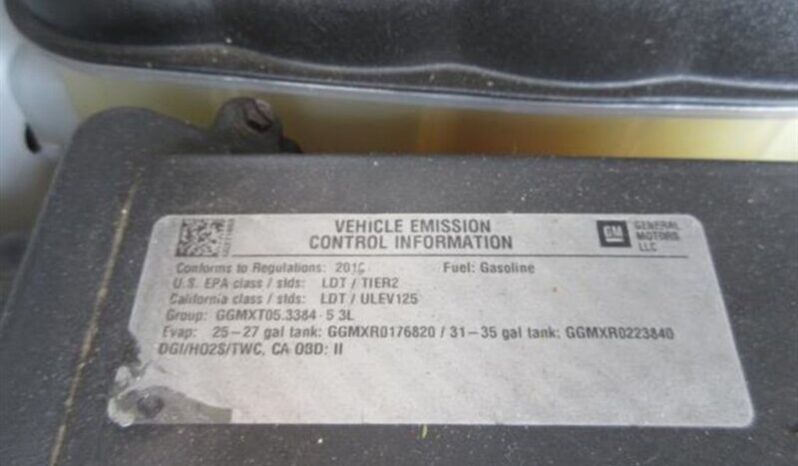 VEHICLE EMISSION
CONTROL INFORMATION
GM
GENERAL
MOTORS
LLC
Conforms to Regulations: Fuel: Gasoline
U.S. EPA class / stds: LDT / TIER2
California class / stds: LDT / ULEV125
Group: GGMXT05.3384 5.3L
Evap: 25-27 gal tank: GGMXR0176820 / 31-35 gal tank: GGMXR0223840
DGI/HO2S/TWC, CA OBD: II